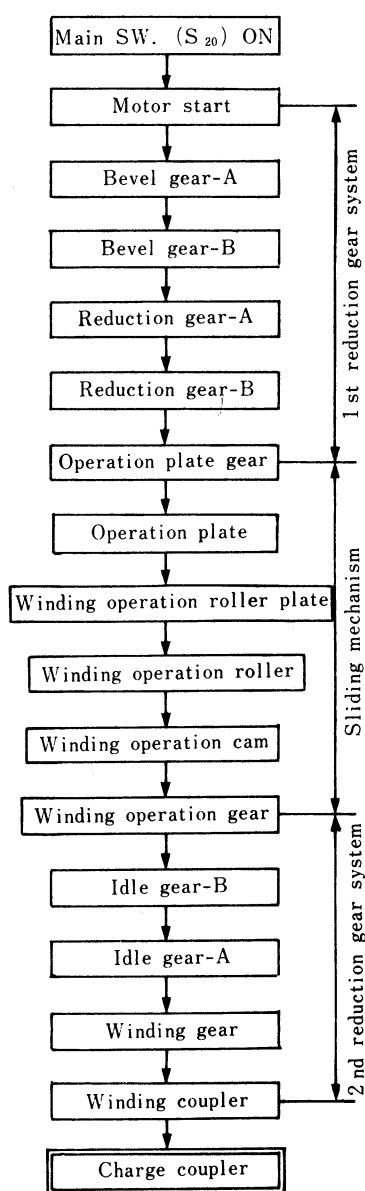 Main SW. (S₂₀) ON
Motor start
Bevel gear-A
Bevel gear-B
Reduction gear-A
Reduction gear-B
Operation plate gear
Operation plate
Winding operation roller plate
Winding operation roller
Winding operation cam
Winding operation gear
Idle gear-B
Idle gear-A
Winding gear
Winding coupler
Charge coupler
1st reduction gear system
Sliding mechanism
2nd reduction gear system